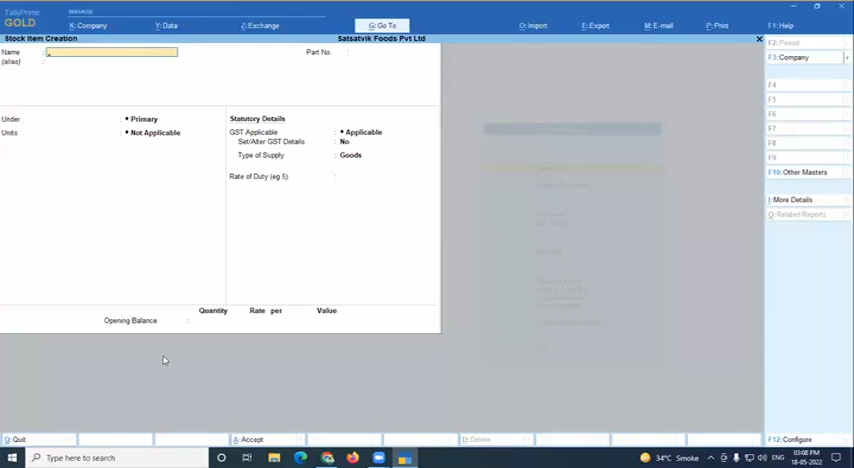 TallyPrime
GOLD
MANAGE
K: Company
Y: Data
Z: Exchange
G: Go To
O: Import
E: Export
M: E-mail
P: Print
F1: Help
Stock Item Creation
Satsatvik Foods Pvt Ltd
Name :
Part No. :
(alias) :
F2: Period
F3: Company
F4
F5
F6
F7
F8
F9
F10: Other Masters
I: More Details
O: Related Reports
F12: Configure
Under : ♦ Primary
Units : ♦ Not Applicable
Statutory Details
GST Applicable : ♦ Applicable
Set/Alter GST Details : No
Type of Supply : Goods
Rate of Duty (eg 5) :
Quantity Rate per Value
Opening Balance :
Q: Quit
A: Accept
D: Delete
Type here to search
34°C Smoke
ENG
03:08 PM
18-05-2022